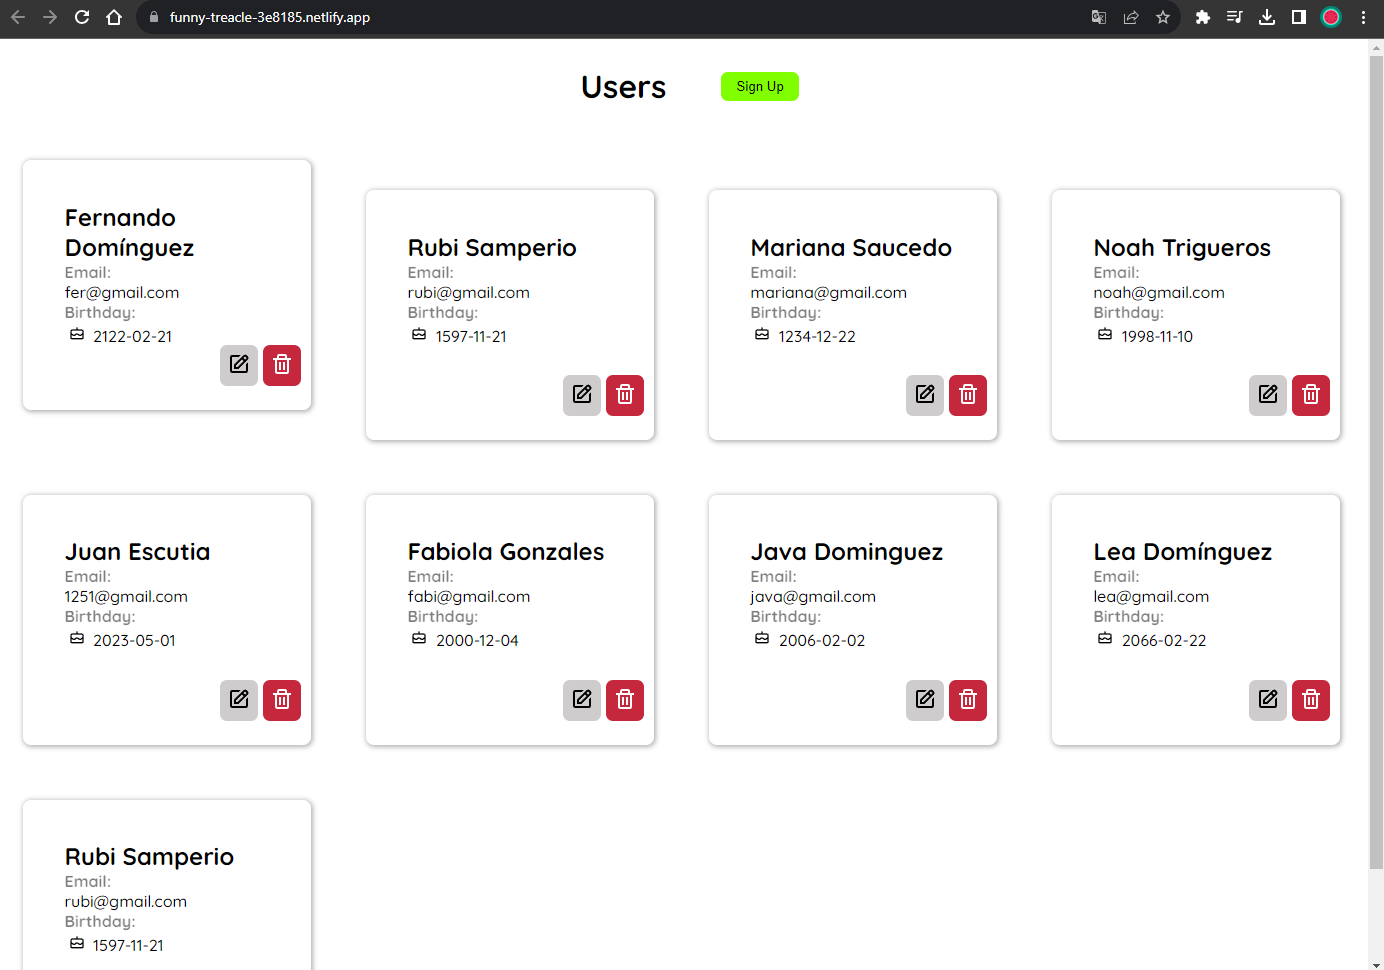 funny-treacle-3e8185.netlify.app
Users
Sign Up
Fernando
Domínguez
Email:
fer@gmail.com
Birthday:
2122-02-21
Rubi Samperio
Email:
rubi@gmail.com
Birthday:
1597-11-21
Mariana Saucedo
Email:
mariana@gmail.com
Birthday:
1234-12-22
Noah Trigueros
Email:
noah@gmail.com
Birthday:
1998-11-10
Juan Escutia
Email:
1251@gmail.com
Birthday:
2023-05-01
Fabiola Gonzales
Email:
fabi@gmail.com
Birthday:
2000-12-04
Java Dominguez
Email:
java@gmail.com
Birthday:
2006-02-02
Lea Domínguez
Email:
lea@gmail.com
Birthday:
2066-02-22
Rubi Samperio
Email:
rubi@gmail.com
Birthday:
1597-11-21